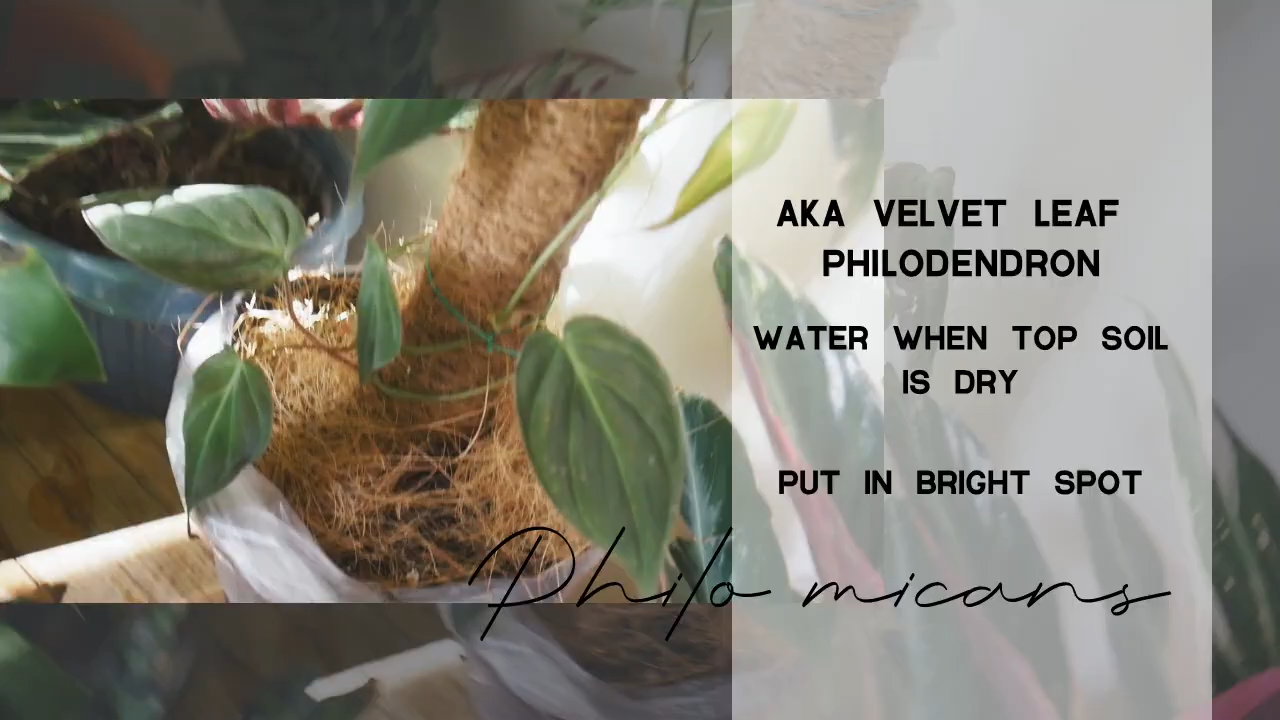 AKA VELVET LEAF
PHILODENDRON
WATER WHEN TOP SOIL
IS DRY
PUT IN BRIGHT SPOT
Philo micans